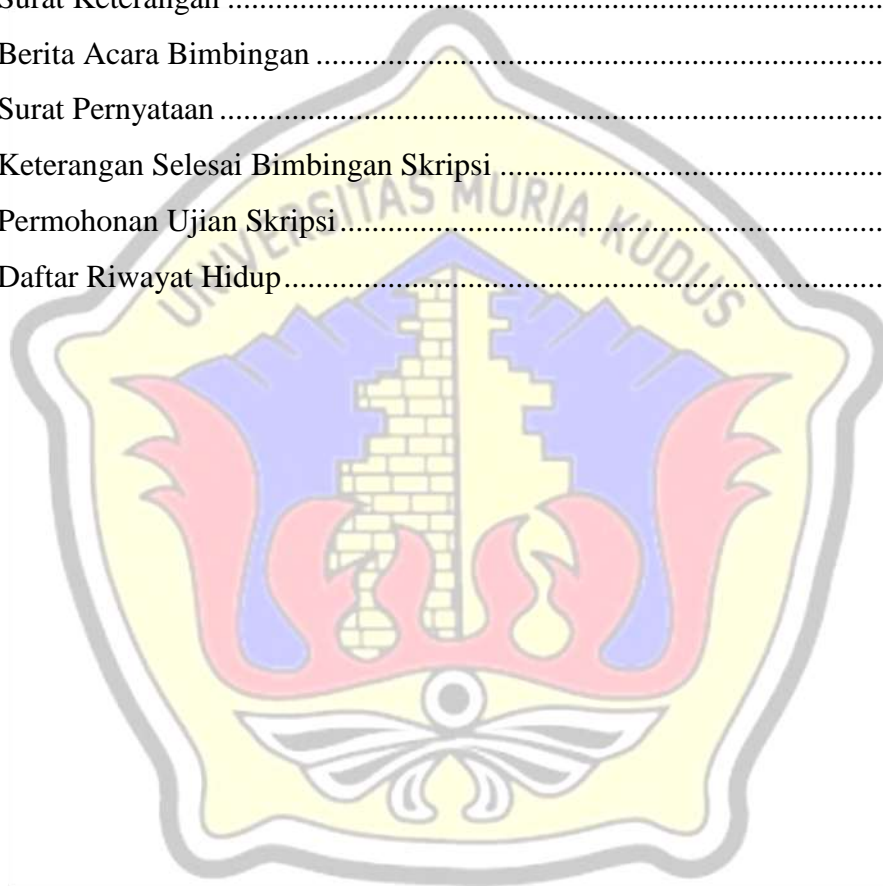 Surat Keterangan ..........................................................................................
Berita Acara Bimbingan ...............................................................................
Surat Pernyataan ...........................................................................................
Keterangan Selesai Bimbingan Skripsi .......................................................
Permohonan Ujian Skripsi ............................................................................
Daftar Riwayat Hidup ...................................................................................
UNIVERSITAS MURIA KUDUS